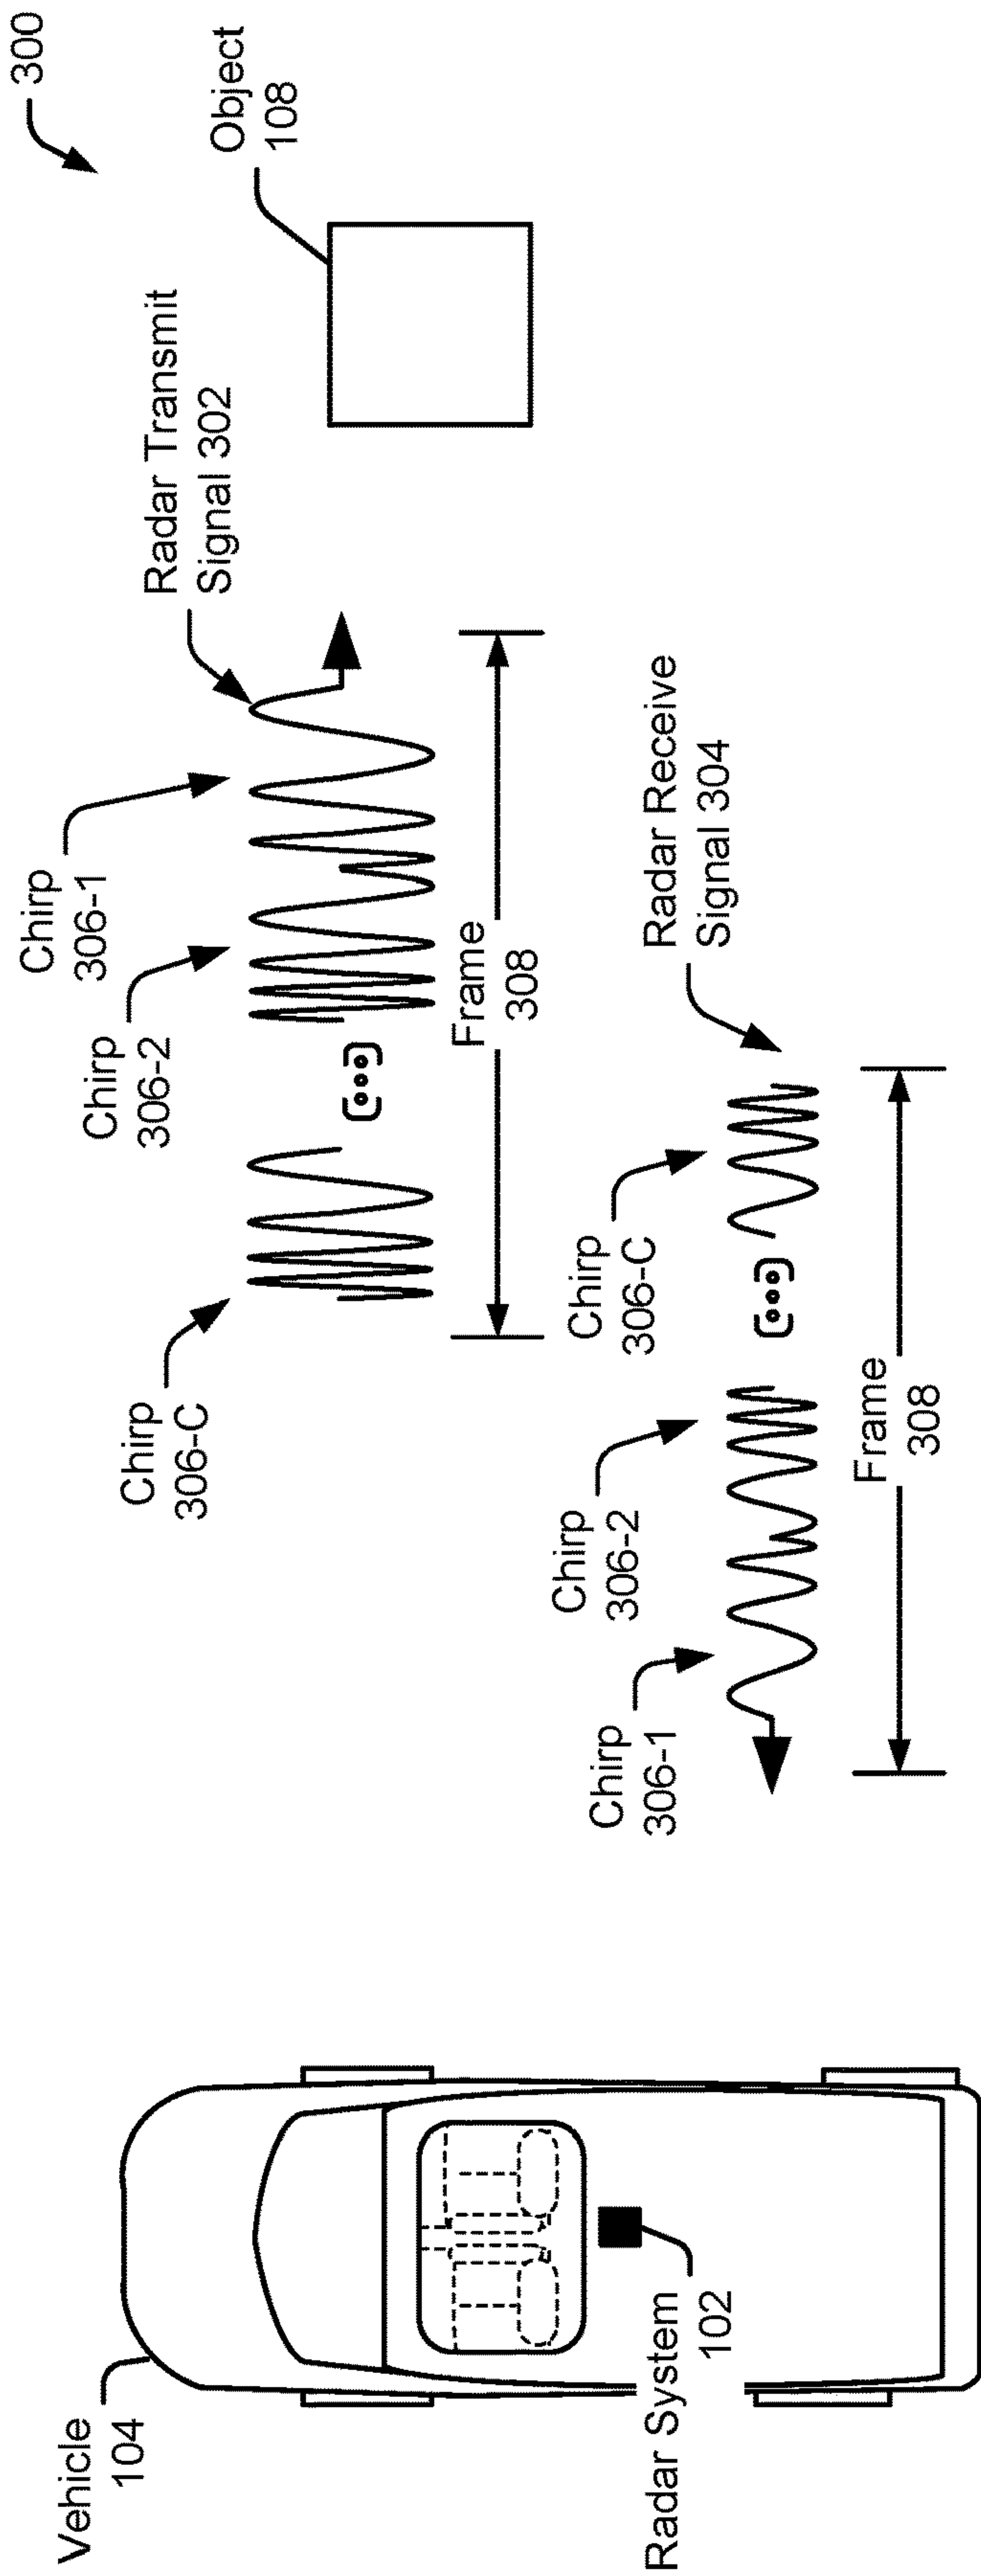 300
Object
108
Radar Transmit
Signal 302
Chirp
306-1
Chirp
306-2
Chirp
306-C
Frame
308
Radar Receive
Signal 304
Chirp
306-C
Chirp
306-2
Chirp
306-1
Frame
308
Vehicle
104
Radar System
102